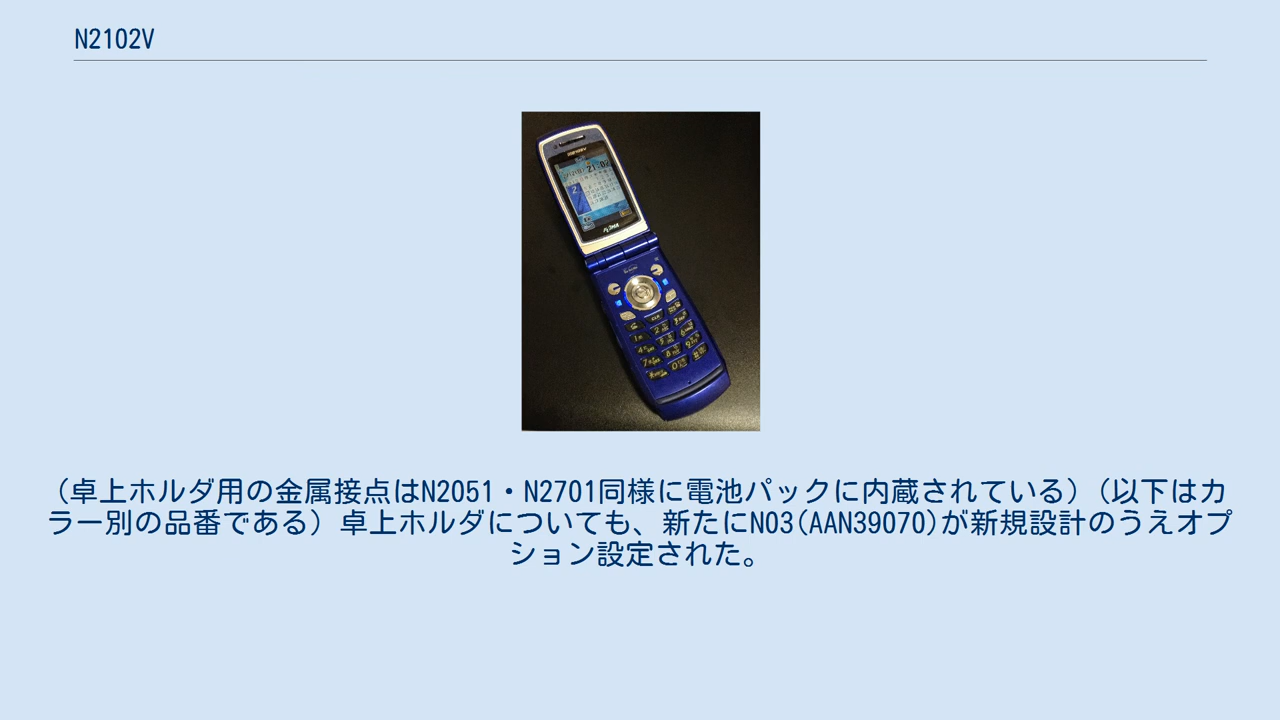 N2102V
21:02
FOMA
（卓上ホルダ用の金属接点はN2051・N2701同様に電池パックに内蔵されている）（以下はカ
ラー別の品番である）卓上ホルダについても、新たにN03(AAN39070)が新規設計のうえオプ
ション設定された。